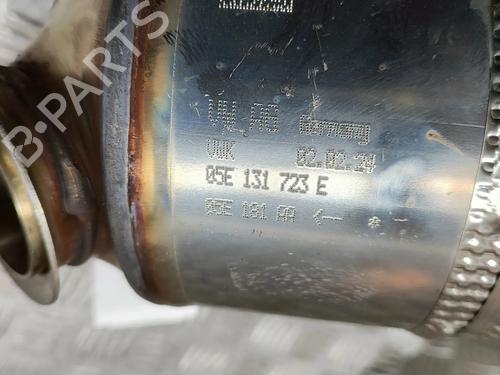 B-PARTS
VW AG Germany
VWK 02.02.24
05E 131 723 E
05E 181 AA ←